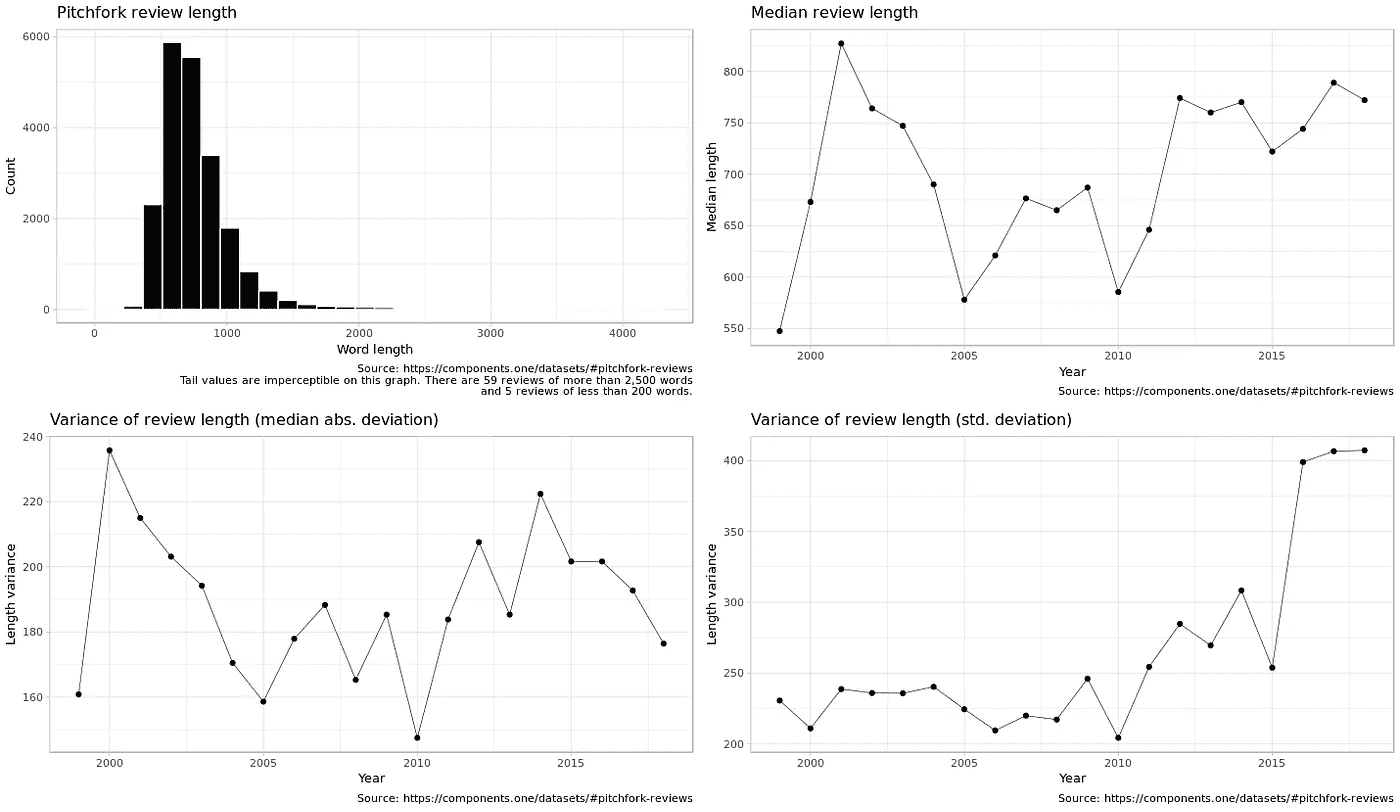 Pitchfork review length
6000
4000
2000
0
Count
0 1000 2000 3000 4000
Word length
Source: https://components.one/datasets/#pitchfork-reviews
Tail values are imperceptible on this graph. There are 59 reviews of more than 2,500 words
and 5 reviews of less than 200 words.
Median review length
800
750
700
650
600
550
Median length
2000 2005 2010 2015
Year
Source: https://components.one/datasets/#pitchfork-reviews
Variance of review length (median abs. deviation)
240
220
200
180
160
Length variance
2000 2005 2010 2015
Year
Source: https://components.one/datasets/#pitchfork-reviews
Variance of review length (std. deviation)
400
350
300
250
200
Length variance
2000 2005 2010 2015
Year
Source: https://components.one/datasets/#pitchfork-reviews